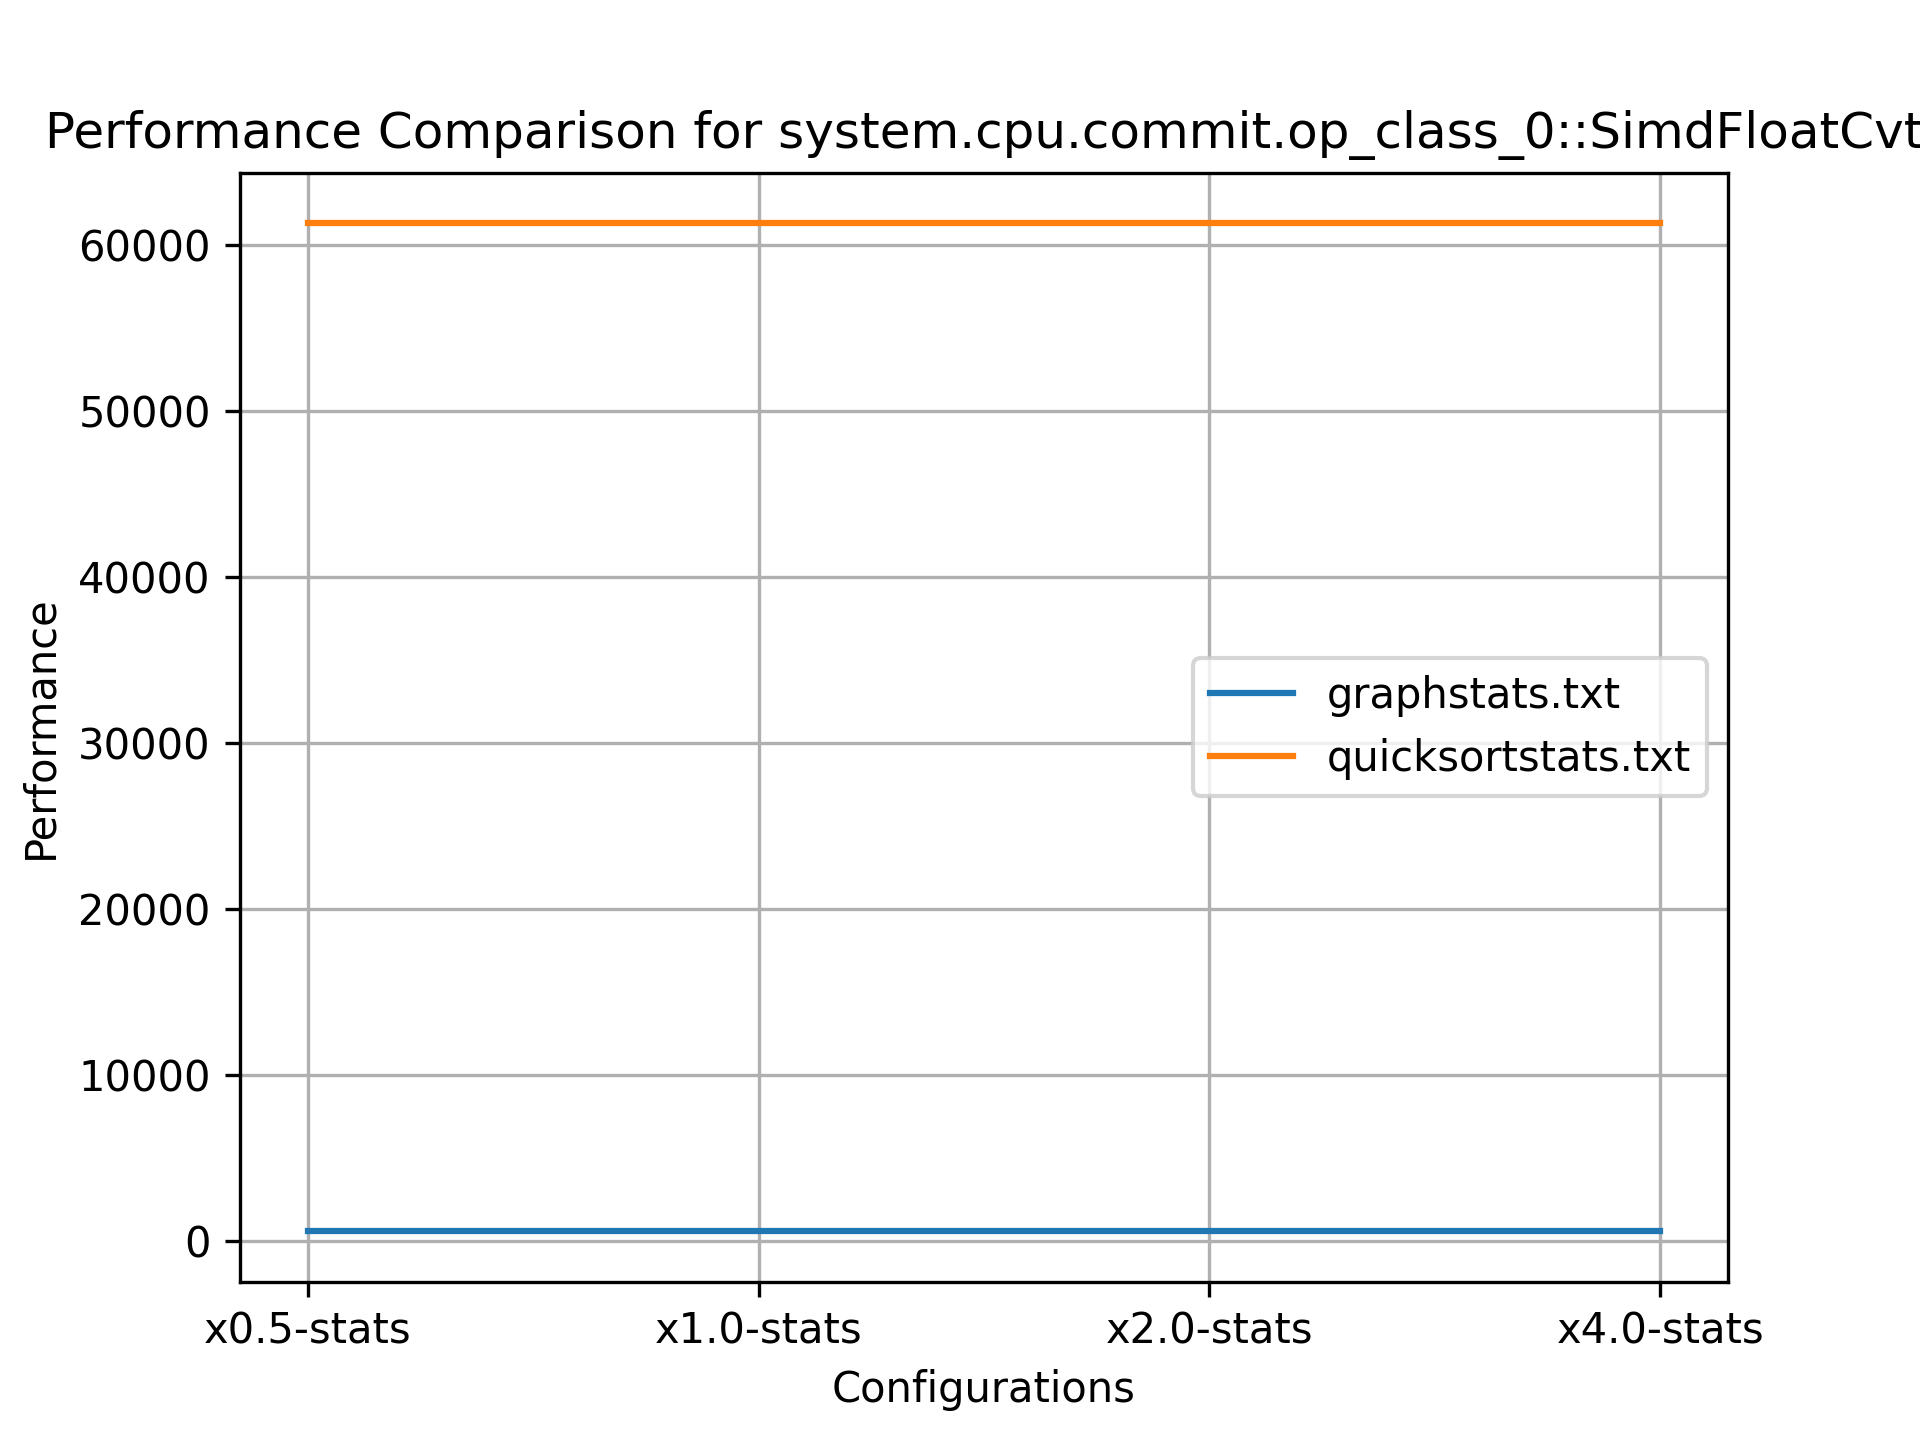 Performance Comparison for system.cpu.commit.op_class_0::SimdFloatCvt
60000
50000
40000
30000
20000
10000
0
Performance
graphstats.txt
quicksortstats.txt
x0.5-stats x1.0-stats x2.0-stats x4.0-stats
Configurations